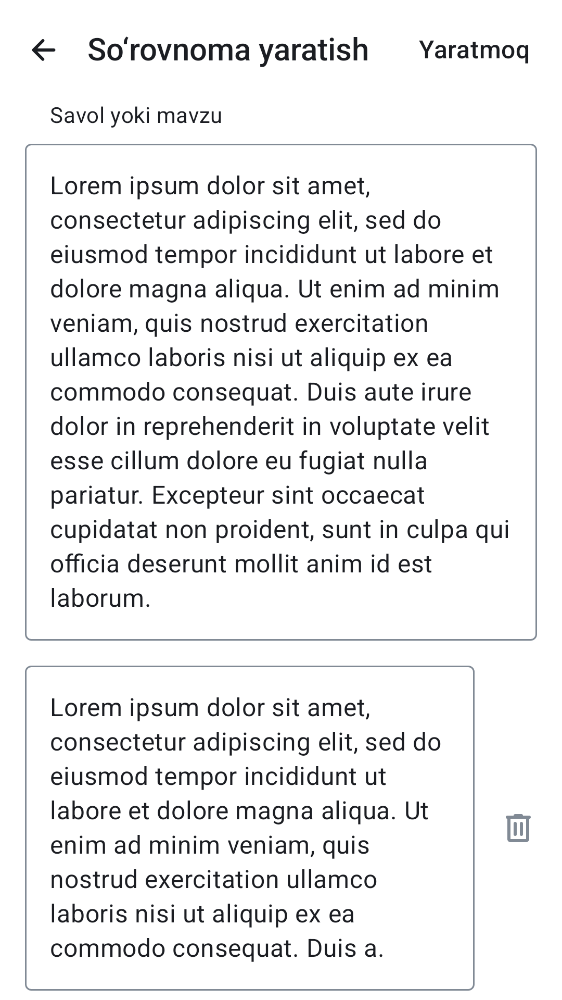 Soʻrovnoma yaratish Yaratmoq
Savol yoki mavzu
Lorem ipsum dolor sit amet,
consectetur adipiscing elit, sed do
eiusmod tempor incididunt ut labore et
dolore magna aliqua. Ut enim ad minim
veniam, quis nostrud exercitation
ullamco laboris nisi ut aliquip ex ea
commodo consequat. Duis aute irure
dolor in reprehenderit in voluptate velit
esse cillum dolore eu fugiat nulla
pariatur. Excepteur sint occaecat
cupidatat non proident, sunt in culpa qui
officia deserunt mollit anim id est
laborum.
Lorem ipsum dolor sit amet,
consectetur adipiscing elit, sed do
eiusmod tempor incididunt ut
labore et dolore magna aliqua. Ut
enim ad minim veniam, quis
nostrud exercitation ullamco
laboris nisi ut aliquip ex ea
commodo consequat. Duis a.